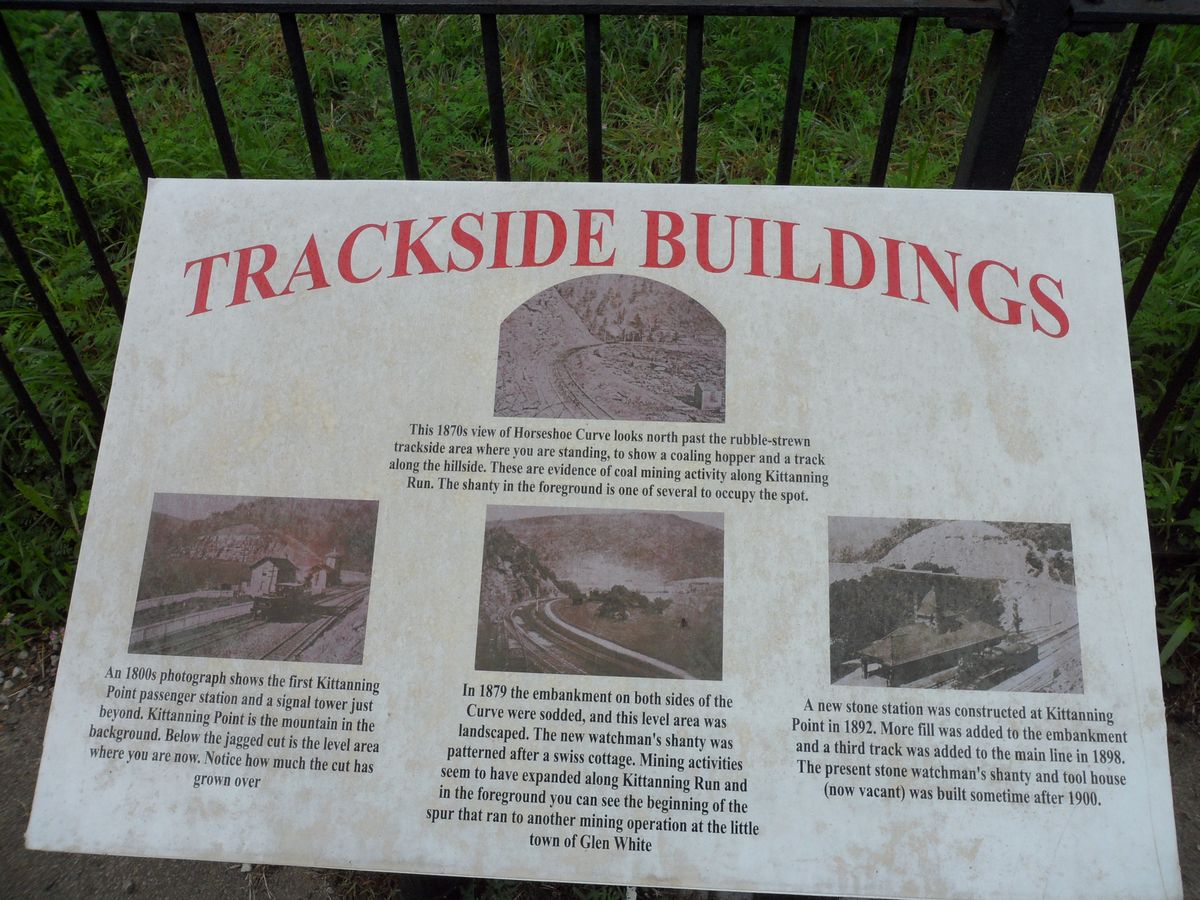 TRACKSIDE BUILDINGS
This 1870s view of Horseshoe Curve looks north past the rubble-strewn
trackside area where you are standing, to show a coaling hopper and a track
along the hillside. These are evidence of coal mining activity along Kittanning
Run. The shanty in the foreground is one of several to occupy the spot.
An 1800s photograph shows the first Kittanning
Point passenger station and a signal tower just
beyond. Kittanning Point is the mountain in the
background. Below the jagged cut is the level area
where you are now. Notice how much the cut has
grown over
In 1879 the embankment on both sides of the
Curve were sodded, and this level area was
landscaped. The new watchman's shanty was
patterned after a swiss cottage. Mining activities
seem to have expanded along Kittanning Run and
in the foreground you can see the beginning of the
spur that ran to another mining operation at the little
town of Glen White
A new stone station was constructed at Kittanning
Point in 1892. More fill was added to the embankment
and a third track was added to the main line in 1898.
The present stone watchman's shanty and tool house
(now vacant) was built sometime after 1900.